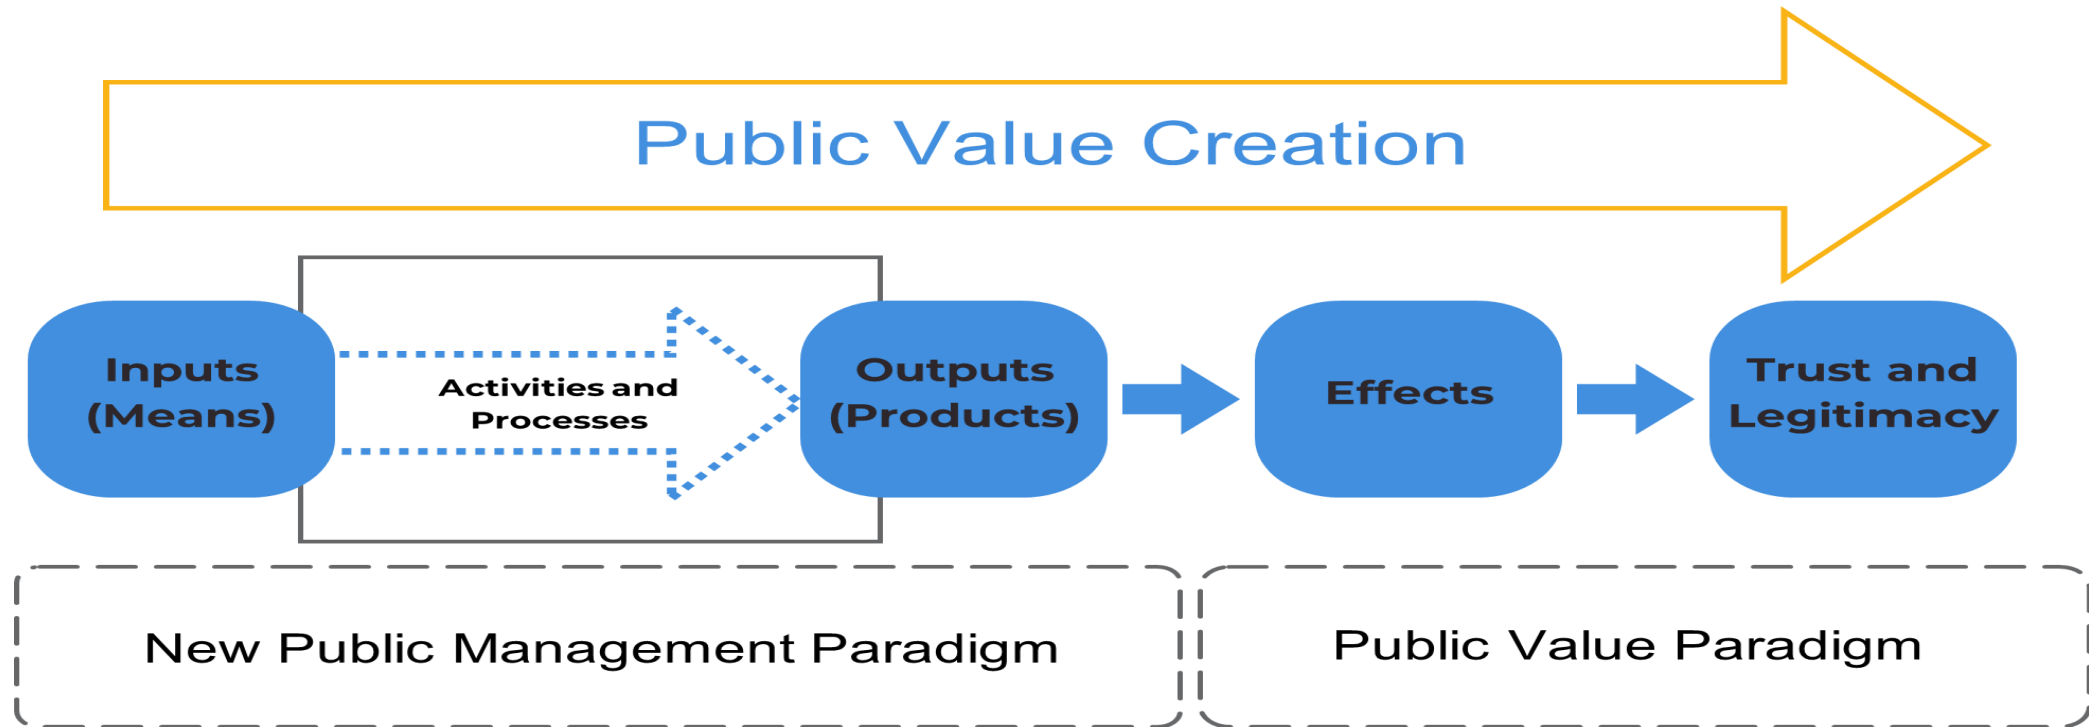 Public Value Creation
Inputs
(Means)
Activities and
Processes
Outputs
(Products)
Effects
Trust and
Legitimacy
New Public Management Paradigm
Public Value Paradigm